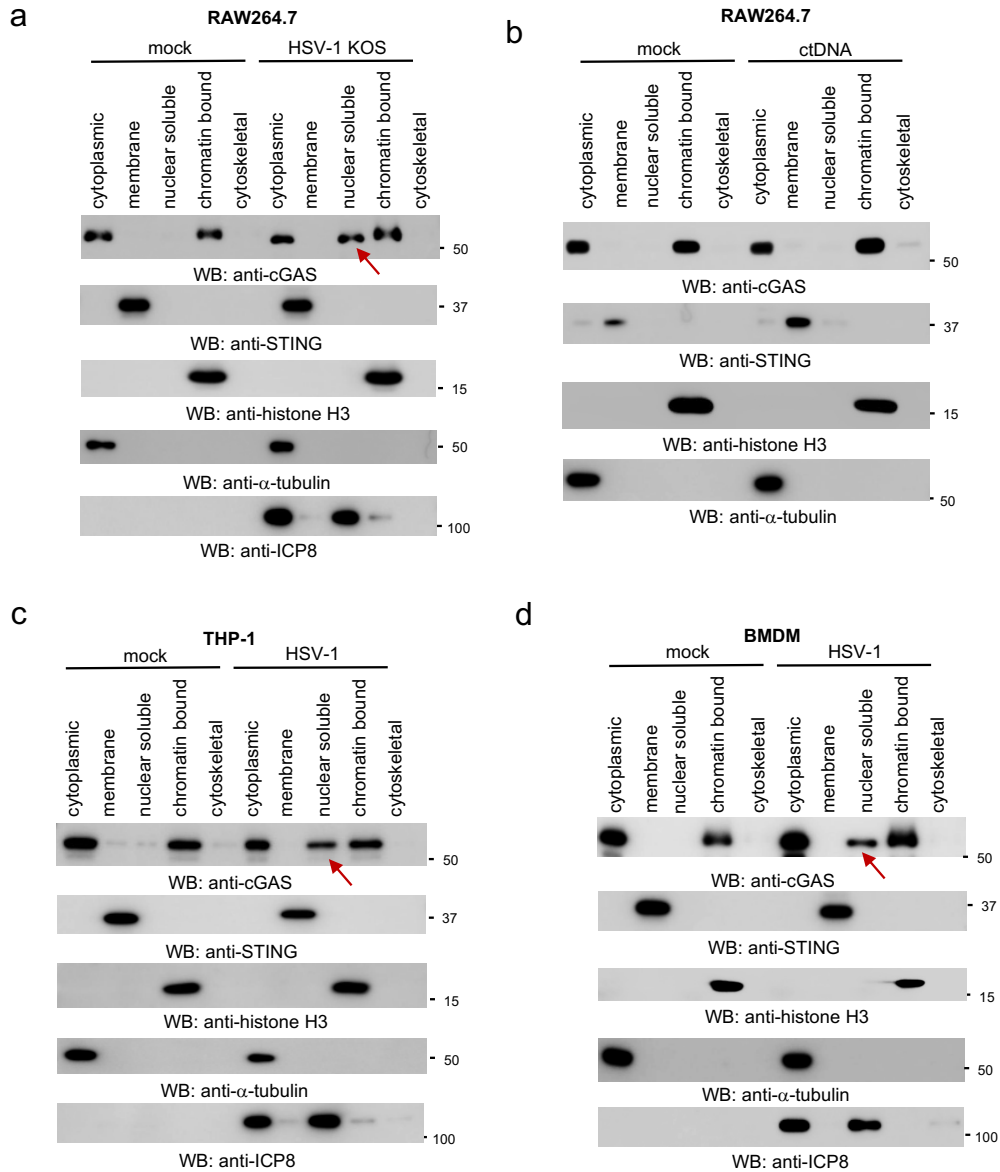 a
RAW264.7
mock HSV-1 KOS
cytoplasmic membrane nuclear soluble chromatin bound cytoskeletal cytoplasmic membrane nuclear soluble chromatin bound cytoskeletal
- 50
WB: anti-cGAS
- 37
WB: anti-STING
- 15
WB: anti-histone H3
- 50
WB: anti-α-tubulin
- 100
WB: anti-ICP8
b
RAW264.7
mock ctDNA
cytoplasmic membrane nuclear soluble chromatin bound cytoskeletal cytoplasmic membrane nuclear soluble chromatin bound cytoskeletal
- 50
WB: anti-cGAS
- 37
WB: anti-STING
- 15
WB: anti-histone H3
- 50
WB: anti-α-tubulin
c
THP-1
mock HSV-1
cytoplasmic membrane nuclear soluble chromatin bound cytoskeletal cytoplasmic membrane nuclear soluble chromatin bound cytoskeletal
- 50
WB: anti-cGAS
- 37
WB: anti-STING
- 15
WB: anti-histone H3
- 50
WB: anti-α-tubulin
- 100
WB: anti-ICP8
d
BMDM
mock HSV-1
cytoplasmic membrane nuclear soluble chromatin bound cytoskeletal cytoplasmic membrane nuclear soluble chromatin bound cytoskeletal
- 50
WB: anti-cGAS
- 37
WB: anti-STING
- 15
WB: anti-histone H3
- 50
WB: anti-α-tubulin
- 100
WB: anti-ICP8